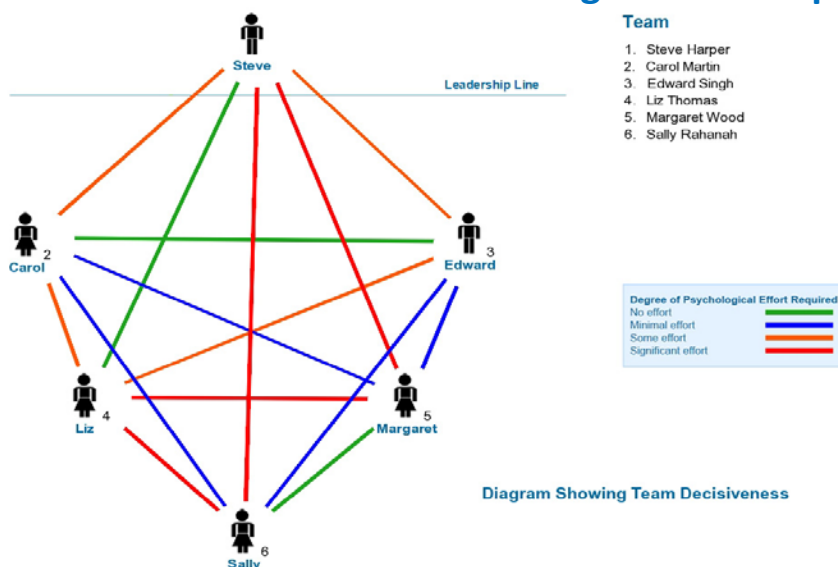 Team
1. Steve Harper
2. Carol Martin
3. Edward Singh
4. Liz Thomas
5. Margaret Wood
6. Sally Rahanah
Steve
Leadership Line
2
Carol
3
Edward
Degree of Psychological Effort Required
No effort
Minimal effort
Some effort
Significant effort
4
Liz
5
Margaret
Diagram Showing Team Decisiveness
6
Sally